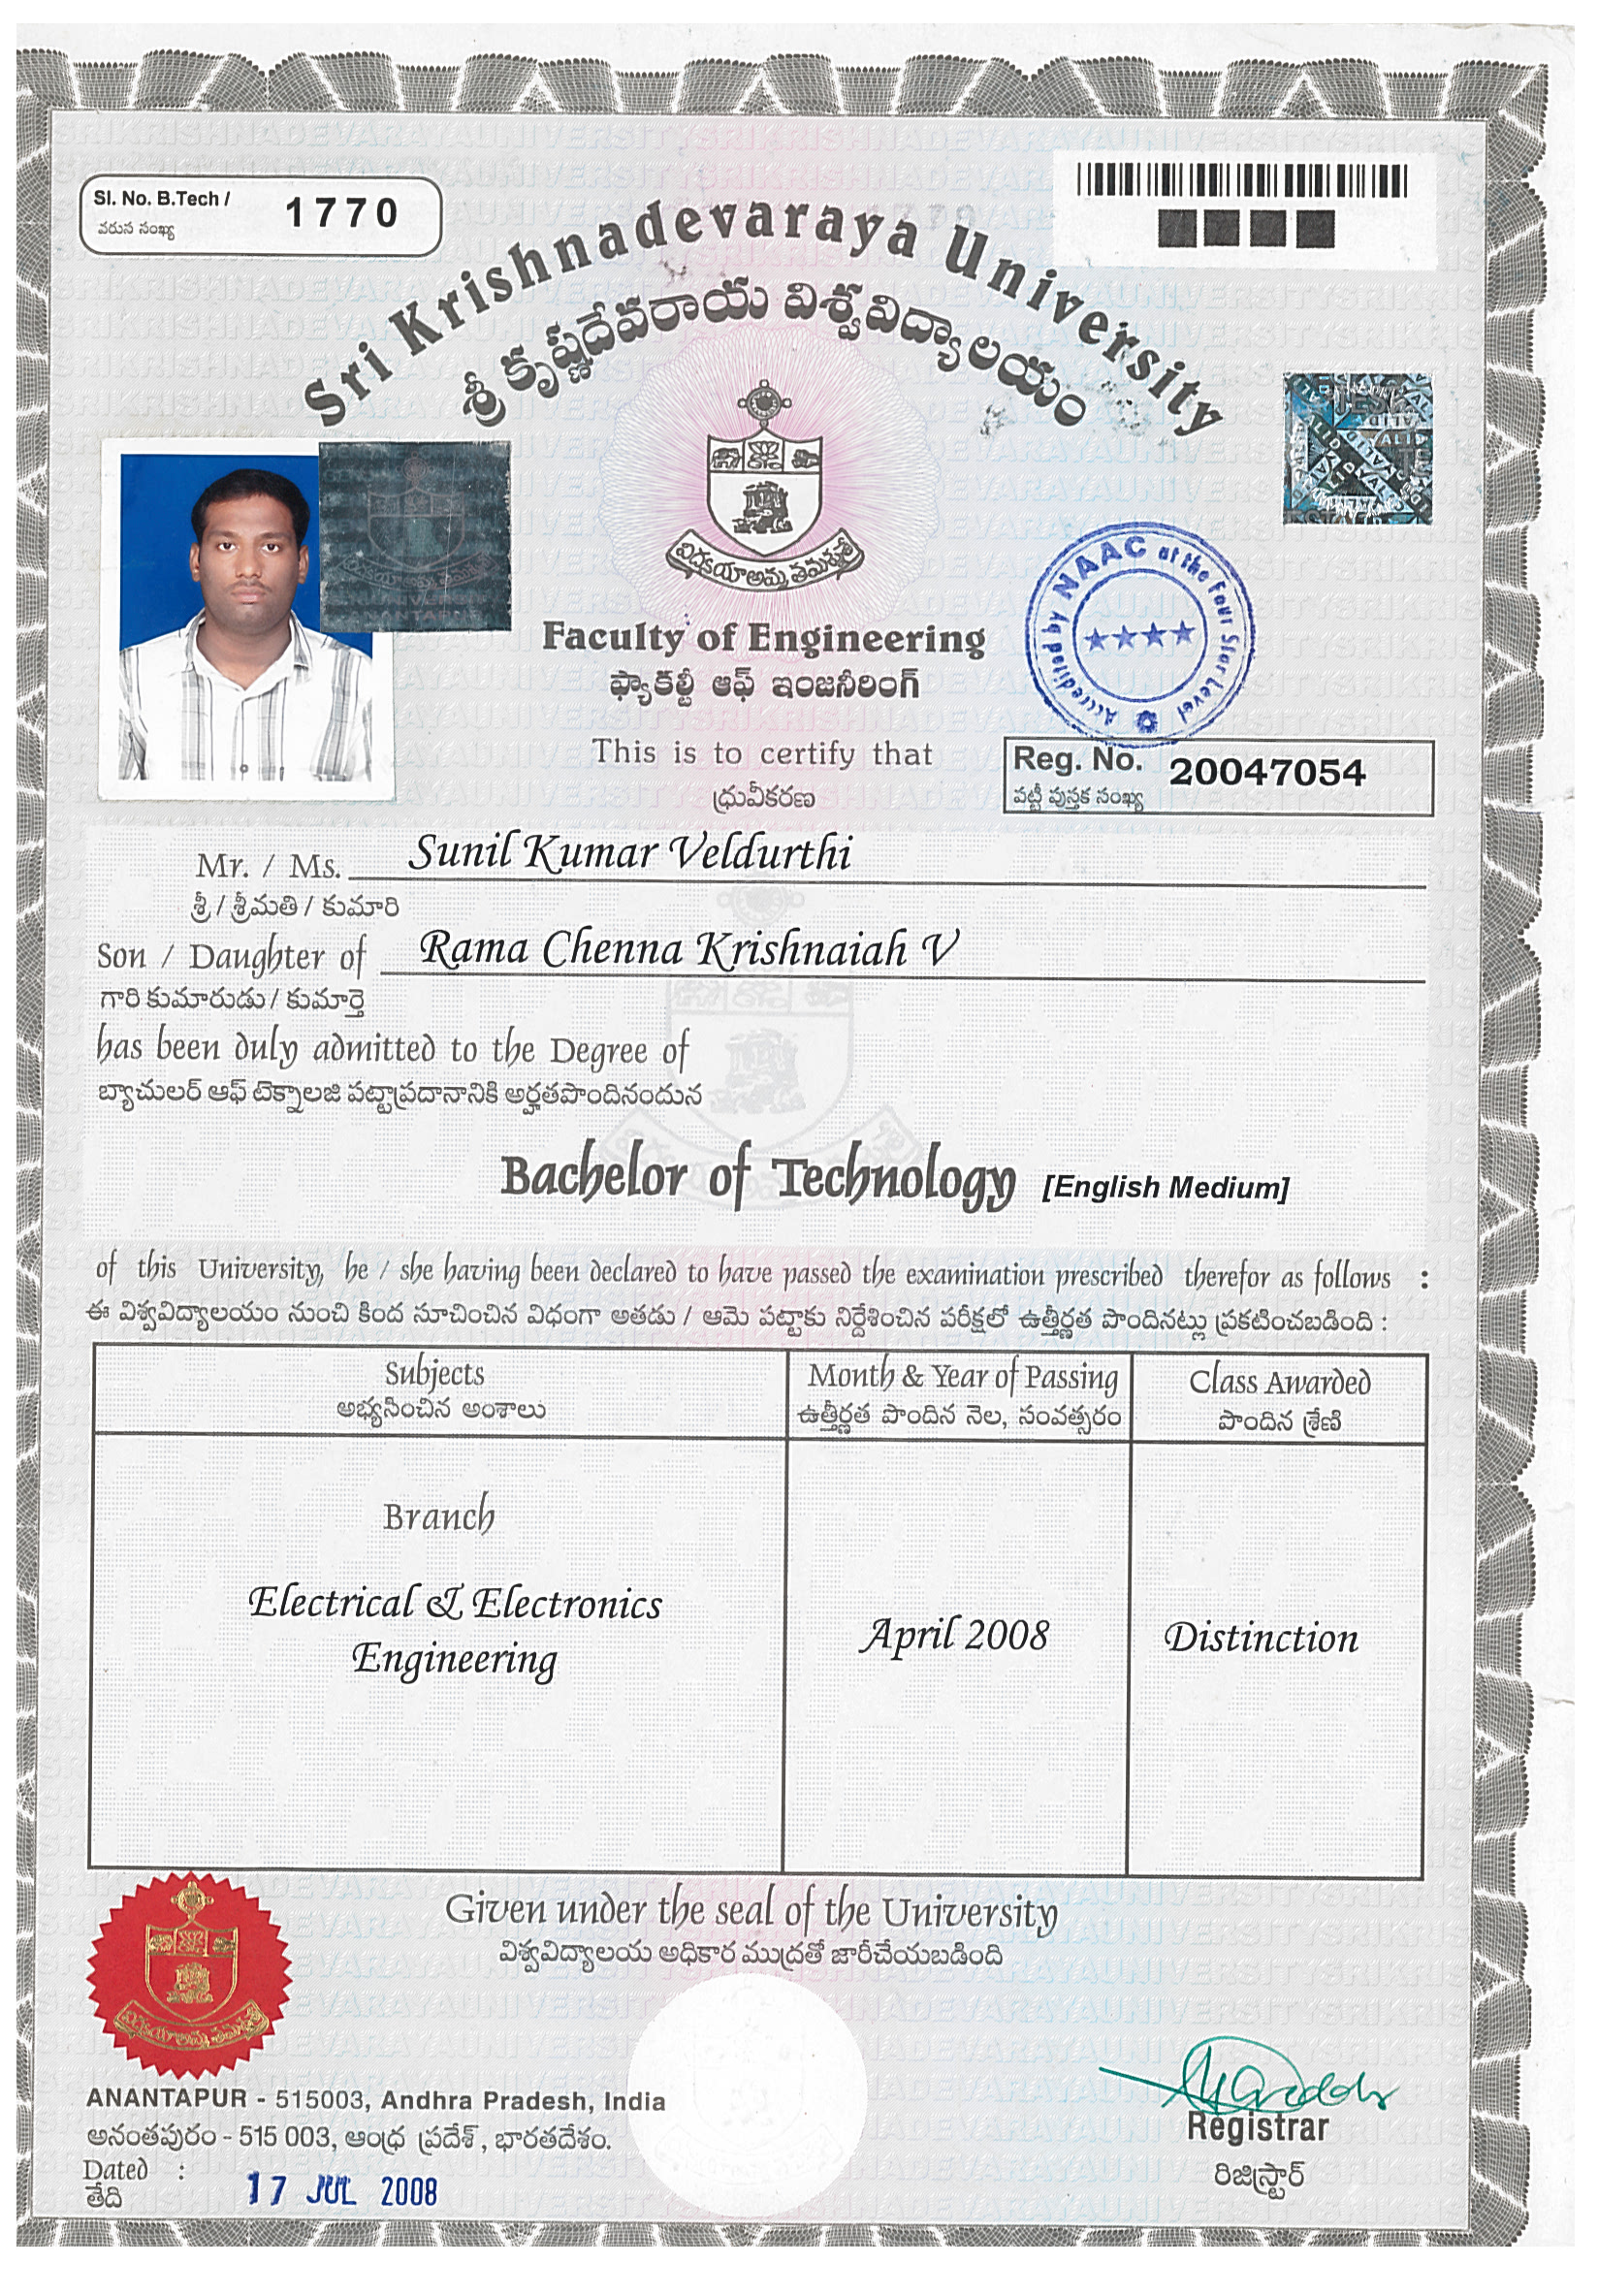 Sl. No. B.Tech / 1770
వరుస సంఖ్య
Sri Krishnadevaraya University
శ్రీ కృష్ణదేవరాయ విశ్వవిద్యాలయం
Faculty of Engineering
ఫ్యాకల్టీ ఆఫ్ ఇంజనీరింగ్
Accredited by NAAC at the Four Star Level
This is to certify that
ధ్రువీకరణ
Reg. No. 20047054
పట్టీ పుస్తక సంఖ్య
Mr. / Ms. Sunil Kumar Veldurthi
శ్రీ / శ్రీమతి / కుమారి
Son / Daughter of Rama Chenna Krishnaiah V
గారి కుమారుడు / కుమార్తె
has been duly admitted to the Degree of
బ్యాచులర్ ఆఫ్ టెక్నాలజి పట్టాప్రదానానికి అర్హతపొందినందున
Bachelor of Technology [English Medium]
of this University, he / she having been declared to have passed the examination prescribed therefor as follows :
ఈ విశ్వవిద్యాలయం నుంచి కింద సూచించిన విధంగా అతడు / ఆమె పట్టాకు నిర్దేశించిన పరీక్షలో ఉత్తీర్ణత పొందినట్లు ప్రకటించబడింది :
Subjects Month & Year of Passing Class Awarded
అభ్యసించిన అంశాలు ఉత్తీర్ణత పొందిన నెల, సంవత్సరం పొందిన శ్రేణి
Branch
Electrical & Electronics
Engineering
April 2008 Distinction
Given under the seal of the University
విశ్వవిద్యాలయ అధికార ముద్రతో జారీచేయబడింది
ANANTAPUR - 515003, Andhra Pradesh, India
అనంతపురం - 515 003, ఆంధ్ర ప్రదేశ్, భారతదేశం.
Registrar
రిజిస్ట్రార్
Dated : 17 JUL 2008
తేది